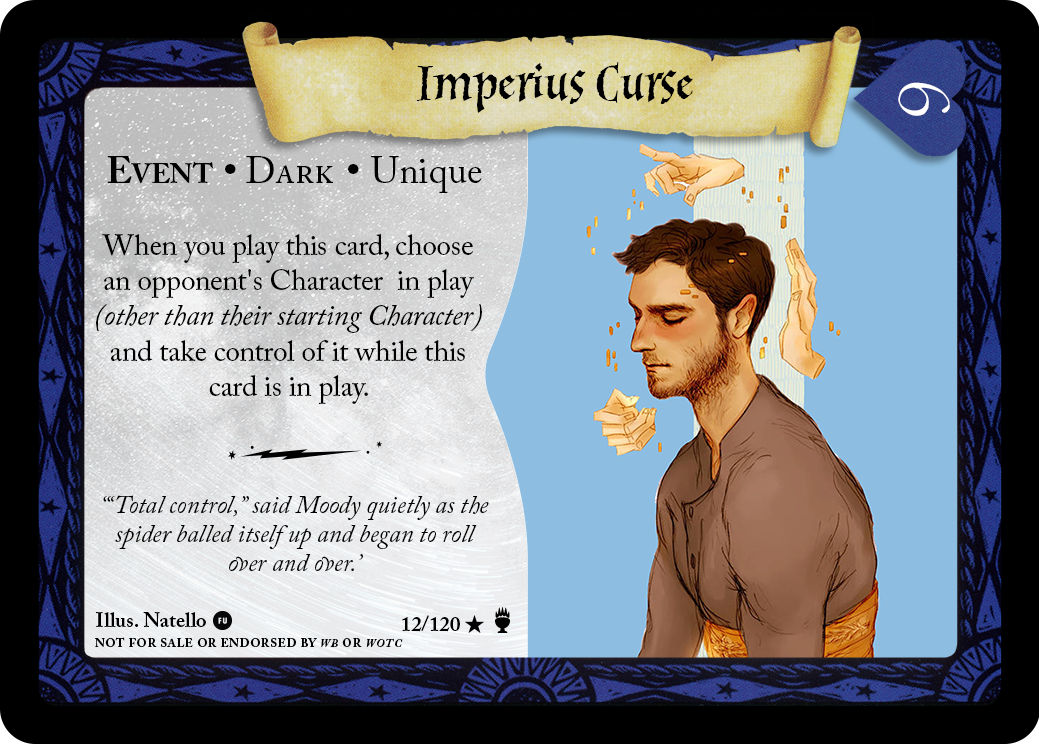 Imperius Curse
6
Event • Dark • Unique
When you play this card, choose
an opponent's Character in play
(other than their starting Character)
and take control of it while this
card is in play.
“‘Total control,” said Moody quietly as the
spider balled itself up and began to roll
over and over.’
Illus. Natello FU
12/120 ★
NOT FOR SALE OR ENDORSED BY WB OR WOTC